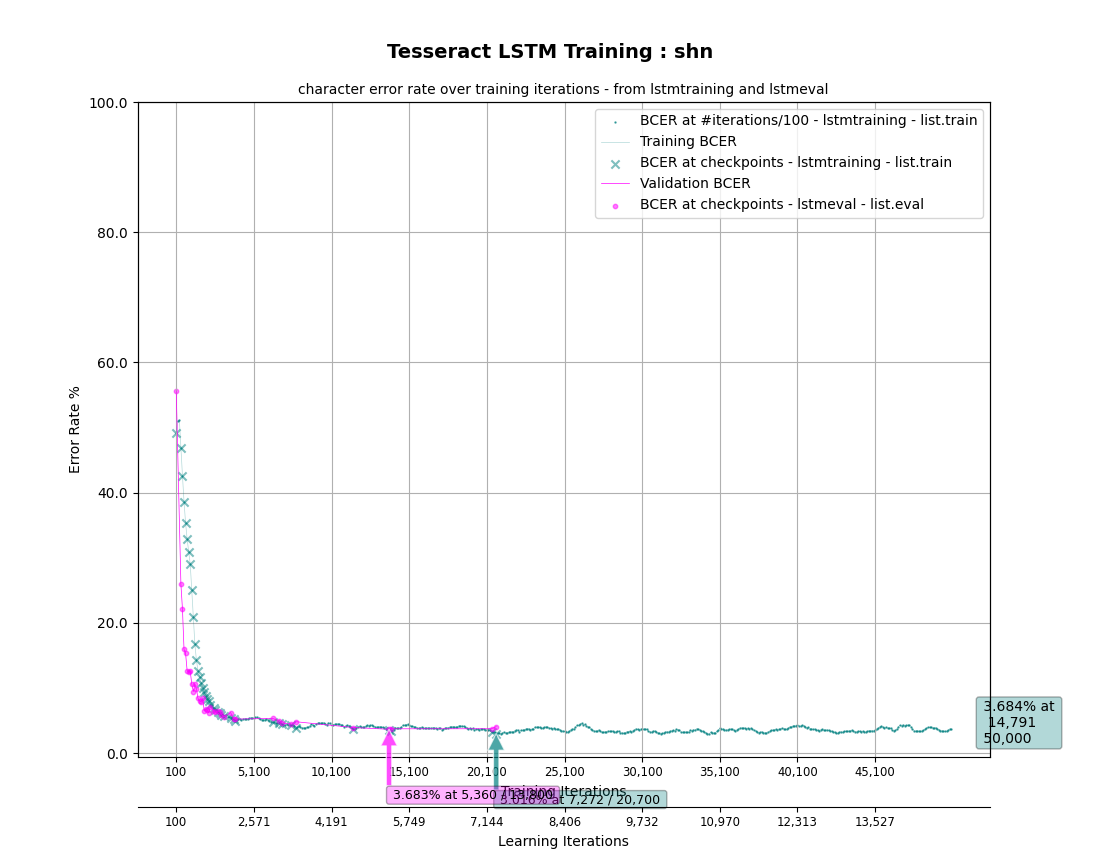 Tesseract LSTM Training : shn
character error rate over training iterations - from lstmtraining and lstmeval
100.0
80.0
60.0
40.0
20.0
0.0
Error Rate %
BCER at #iterations/100 - lstmtraining - list.train
Training BCER
BCER at checkpoints - lstmtraining - list.train
Validation BCER
BCER at checkpoints - lstmeval - list.eval
3.684% at
14,791
50,000
100 5,100 10,100 15,100 20,100 25,100 30,100 35,100 40,100 45,100
Training Iterations
3.683% at 5,360 / 13,800
3.016% at 7,272 / 20,700
100 2,571 4,191 5,749 7,144 8,406 9,732 10,970 12,313 13,527
Learning Iterations